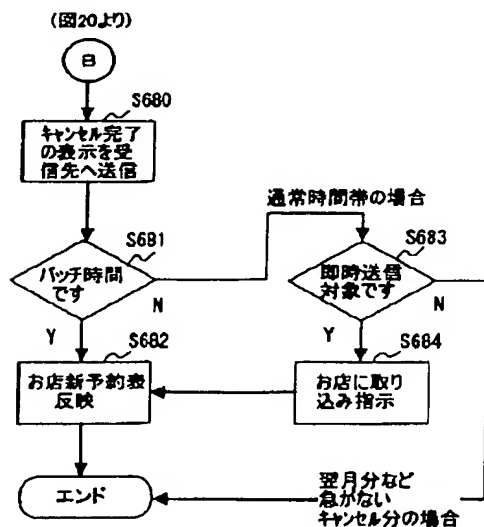 (図20より)
B
S680
キャンセル完了
の表示を受
信先へ送信
通常時間帯の場合
S681
バッチ時間
です
N
Y
S683
即時送信
対象です
N
Y
S682
お店新予約表
反映
S684
お店に取り
込み指示
エンド
翌月分など
急がない
キャンセル分の場合